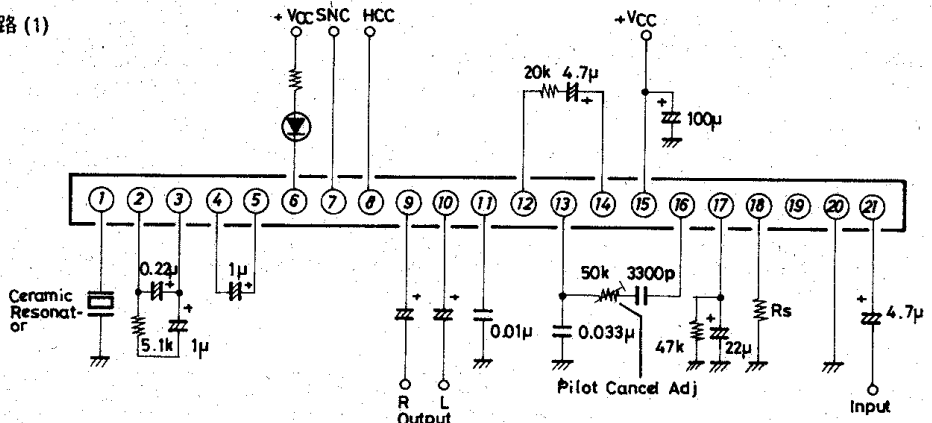 路 (1)
+VCC SNC HCC
+VCC
20k 4.7µ
+
+
100µ
1 2 3 4 5 6 7 8 9 10 11 12 13 14 15 16 17 18 19 20 21
0.22µ
+
1µ
+
50k 3300p
Ceramic
Resonat-
or
+
5.1k
1µ
+
+
0.01µ
0.033µ
+
47k
22µ
Rs
+
4.7µ
Pilot Cancel Adj
R L
Output
Input